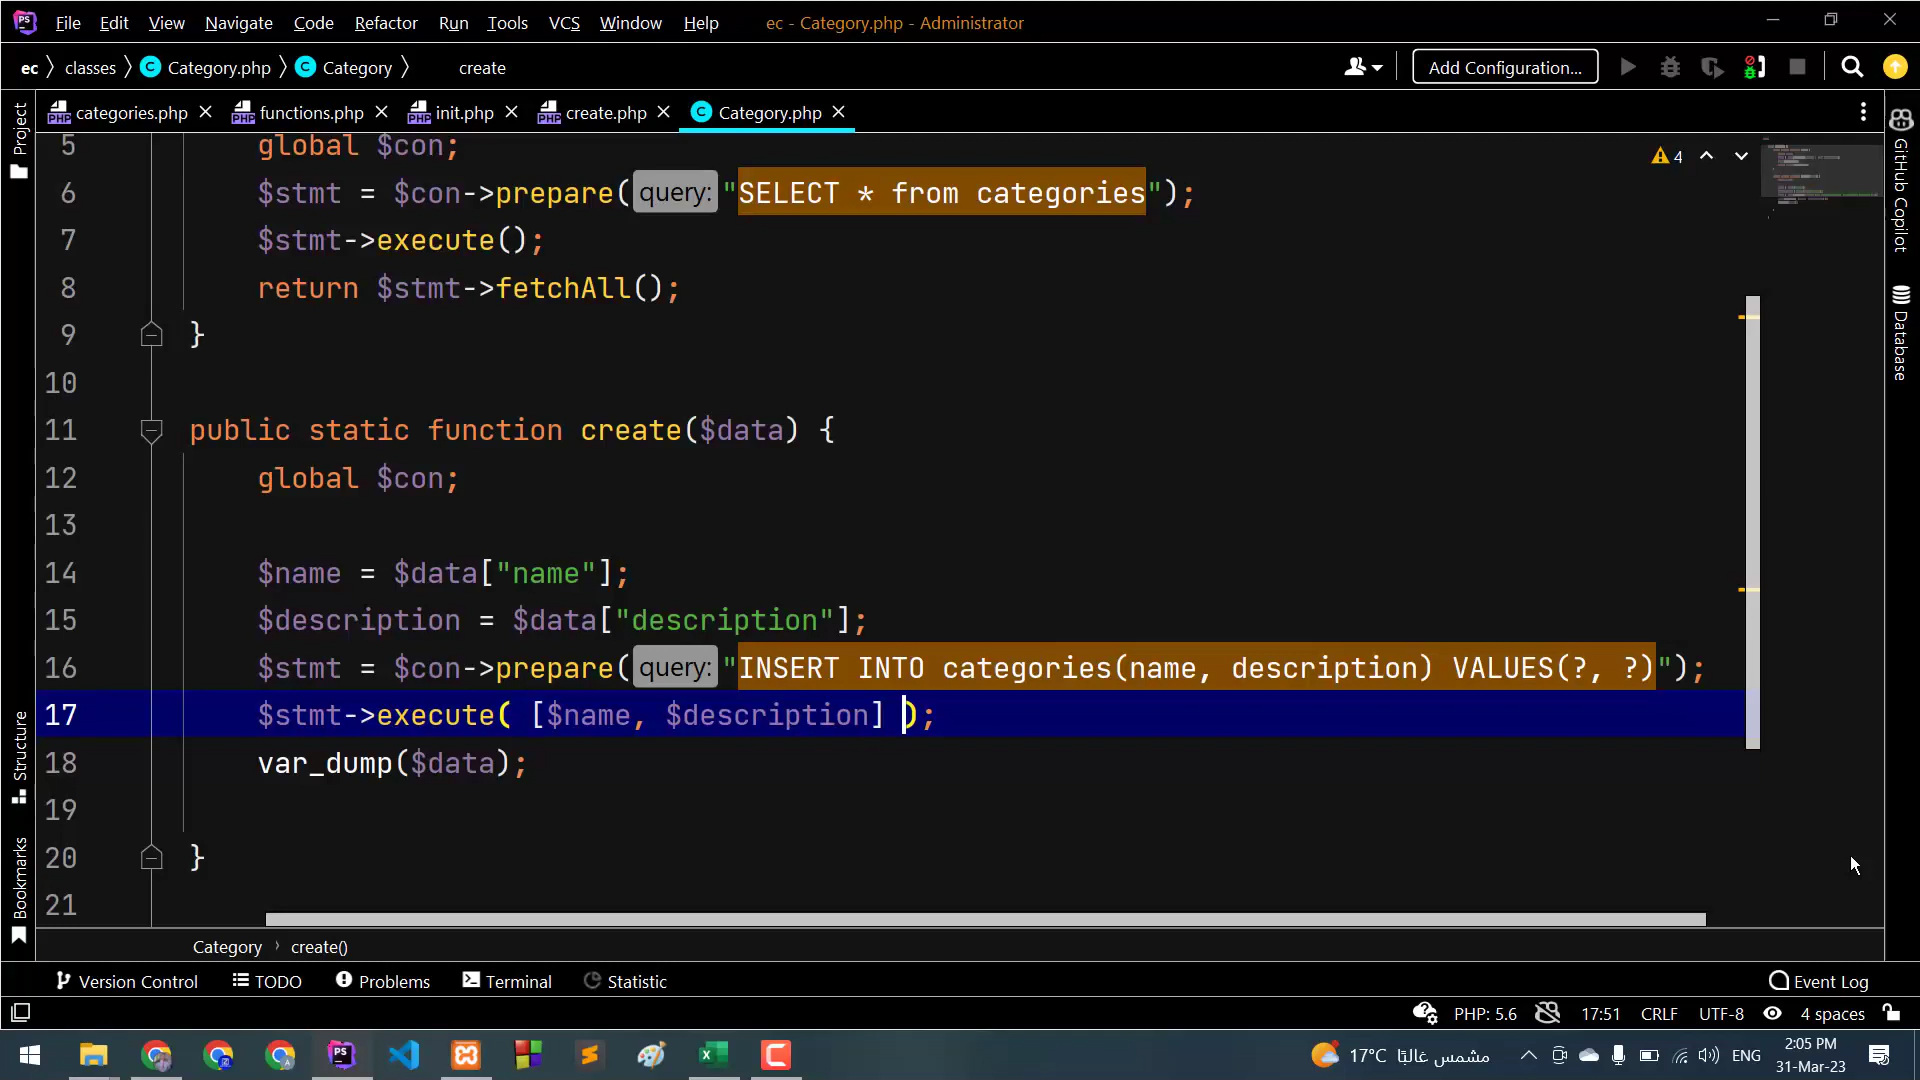 PS File Edit View Navigate Code Refactor Run Tools VCS Window Help ec - Category.php - Administrator
ec classes C Category.php C Category create Add Configuration...
categories.php functions.php init.php create.php C Category.php
Project
GitHub Copilot
Database
Structure
Bookmarks
4
5 global $con;
6 $stmt = $con->prepare( query: "SELECT * from categories");
7 $stmt->execute();
8 return $stmt->fetchAll();
9 }
10
11 public static function create($data) {
12 global $con;
13
14 $name = $data["name"];
15 $description = $data["description"];
16 $stmt = $con->prepare( query: "INSERT INTO categories(name, description) VALUES(?, ?)");
17 $stmt->execute( [$name, $description] );
18 var_dump($data);
19
20 }
21
Category › create()
Version Control TODO Problems Terminal Statistic Event Log
PHP: 5.6 17:51 CRLF UTF-8 4 spaces
17°C مشمس غالبًا ENG 2:05 PM
31-Mar-23